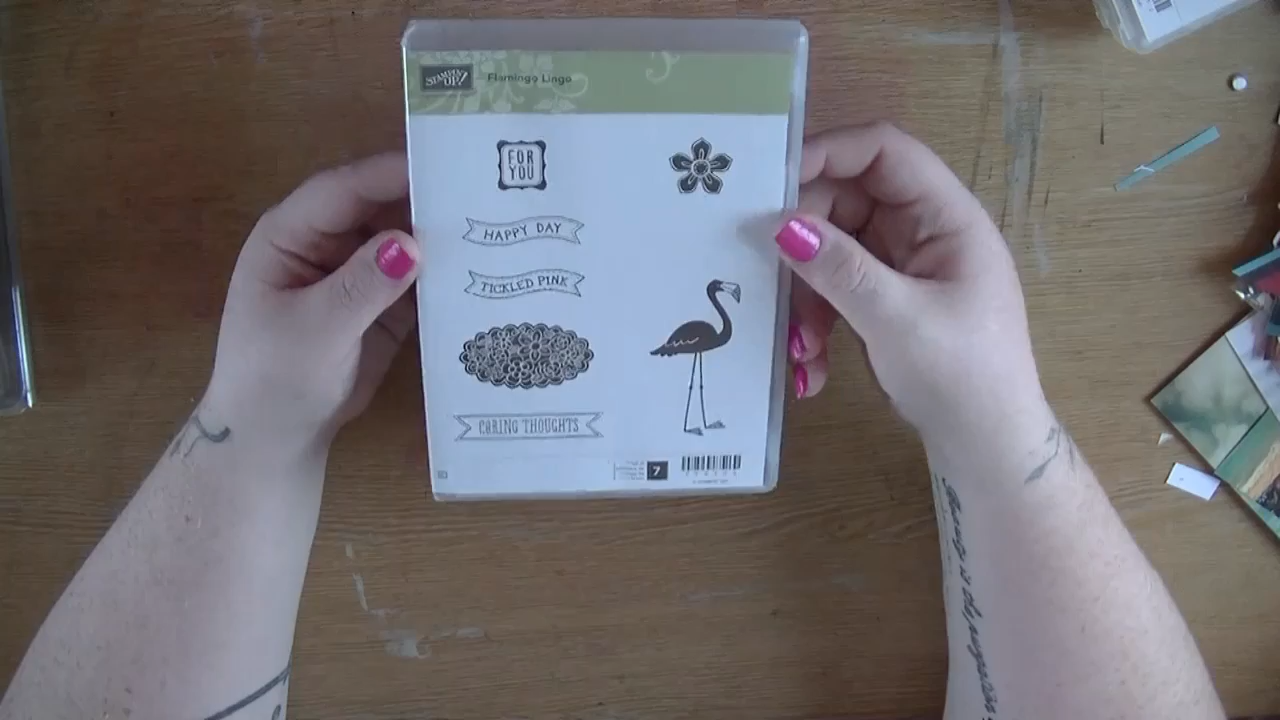 STAMPIN' UP!
Flamingo Lingo
FOR YOU
HAPPY DAY
TICKLED PINK
CARING THOUGHTS
7